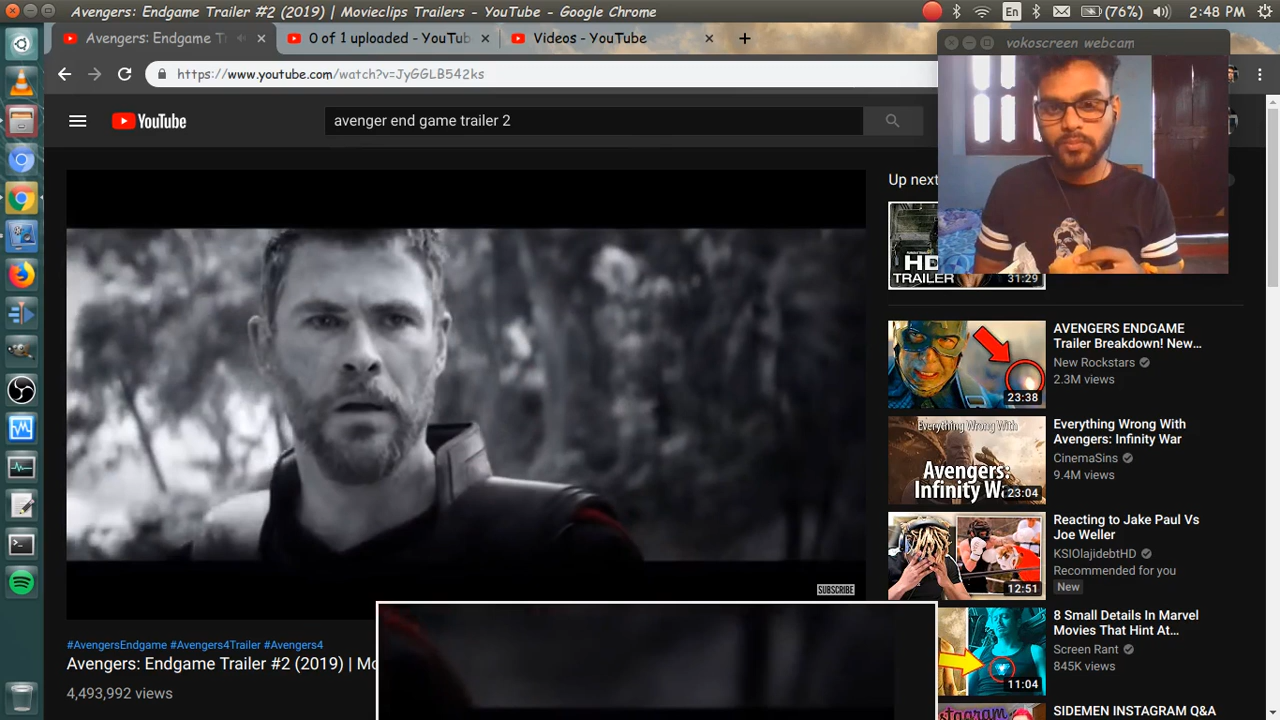 Avengers: Endgame Trailer #2 (2019) | Movieclips Trailers - YouTube - Google Chrome
En
(76%)
2:48 PM
Avengers: Endgame Tr
0 of 1 uploaded - YouTub
Videos - YouTube
vokoscreen webcam
https://www.youtube.com/watch?v=JyGGLB542ks
YouTube
avenger end game trailer 2
Up next
HD
TRAILER
31:29
AVENGERS ENDGAME
Trailer Breakdown! New...
New Rockstars
2.3M views
23:38
Everything Wrong With
Avengers:
Infinity W
23:04
Everything Wrong With
Avengers: Infinity War
CinemaSins
9.4M views
Reacting to Jake Paul Vs
Joe Weller
KSIOlajidebtHD
Recommended for you
New
12:51
SUBSCRIBE
8 Small Details In Marvel
Movies That Hint At...
Screen Rant
845K views
11:04
#AvengersEndgame #Avengers4Trailer #Avengers4
Avengers: Endgame Trailer #2 (2019) | Mo
4,493,992 views
SIDEMEN INSTAGRAM Q&A